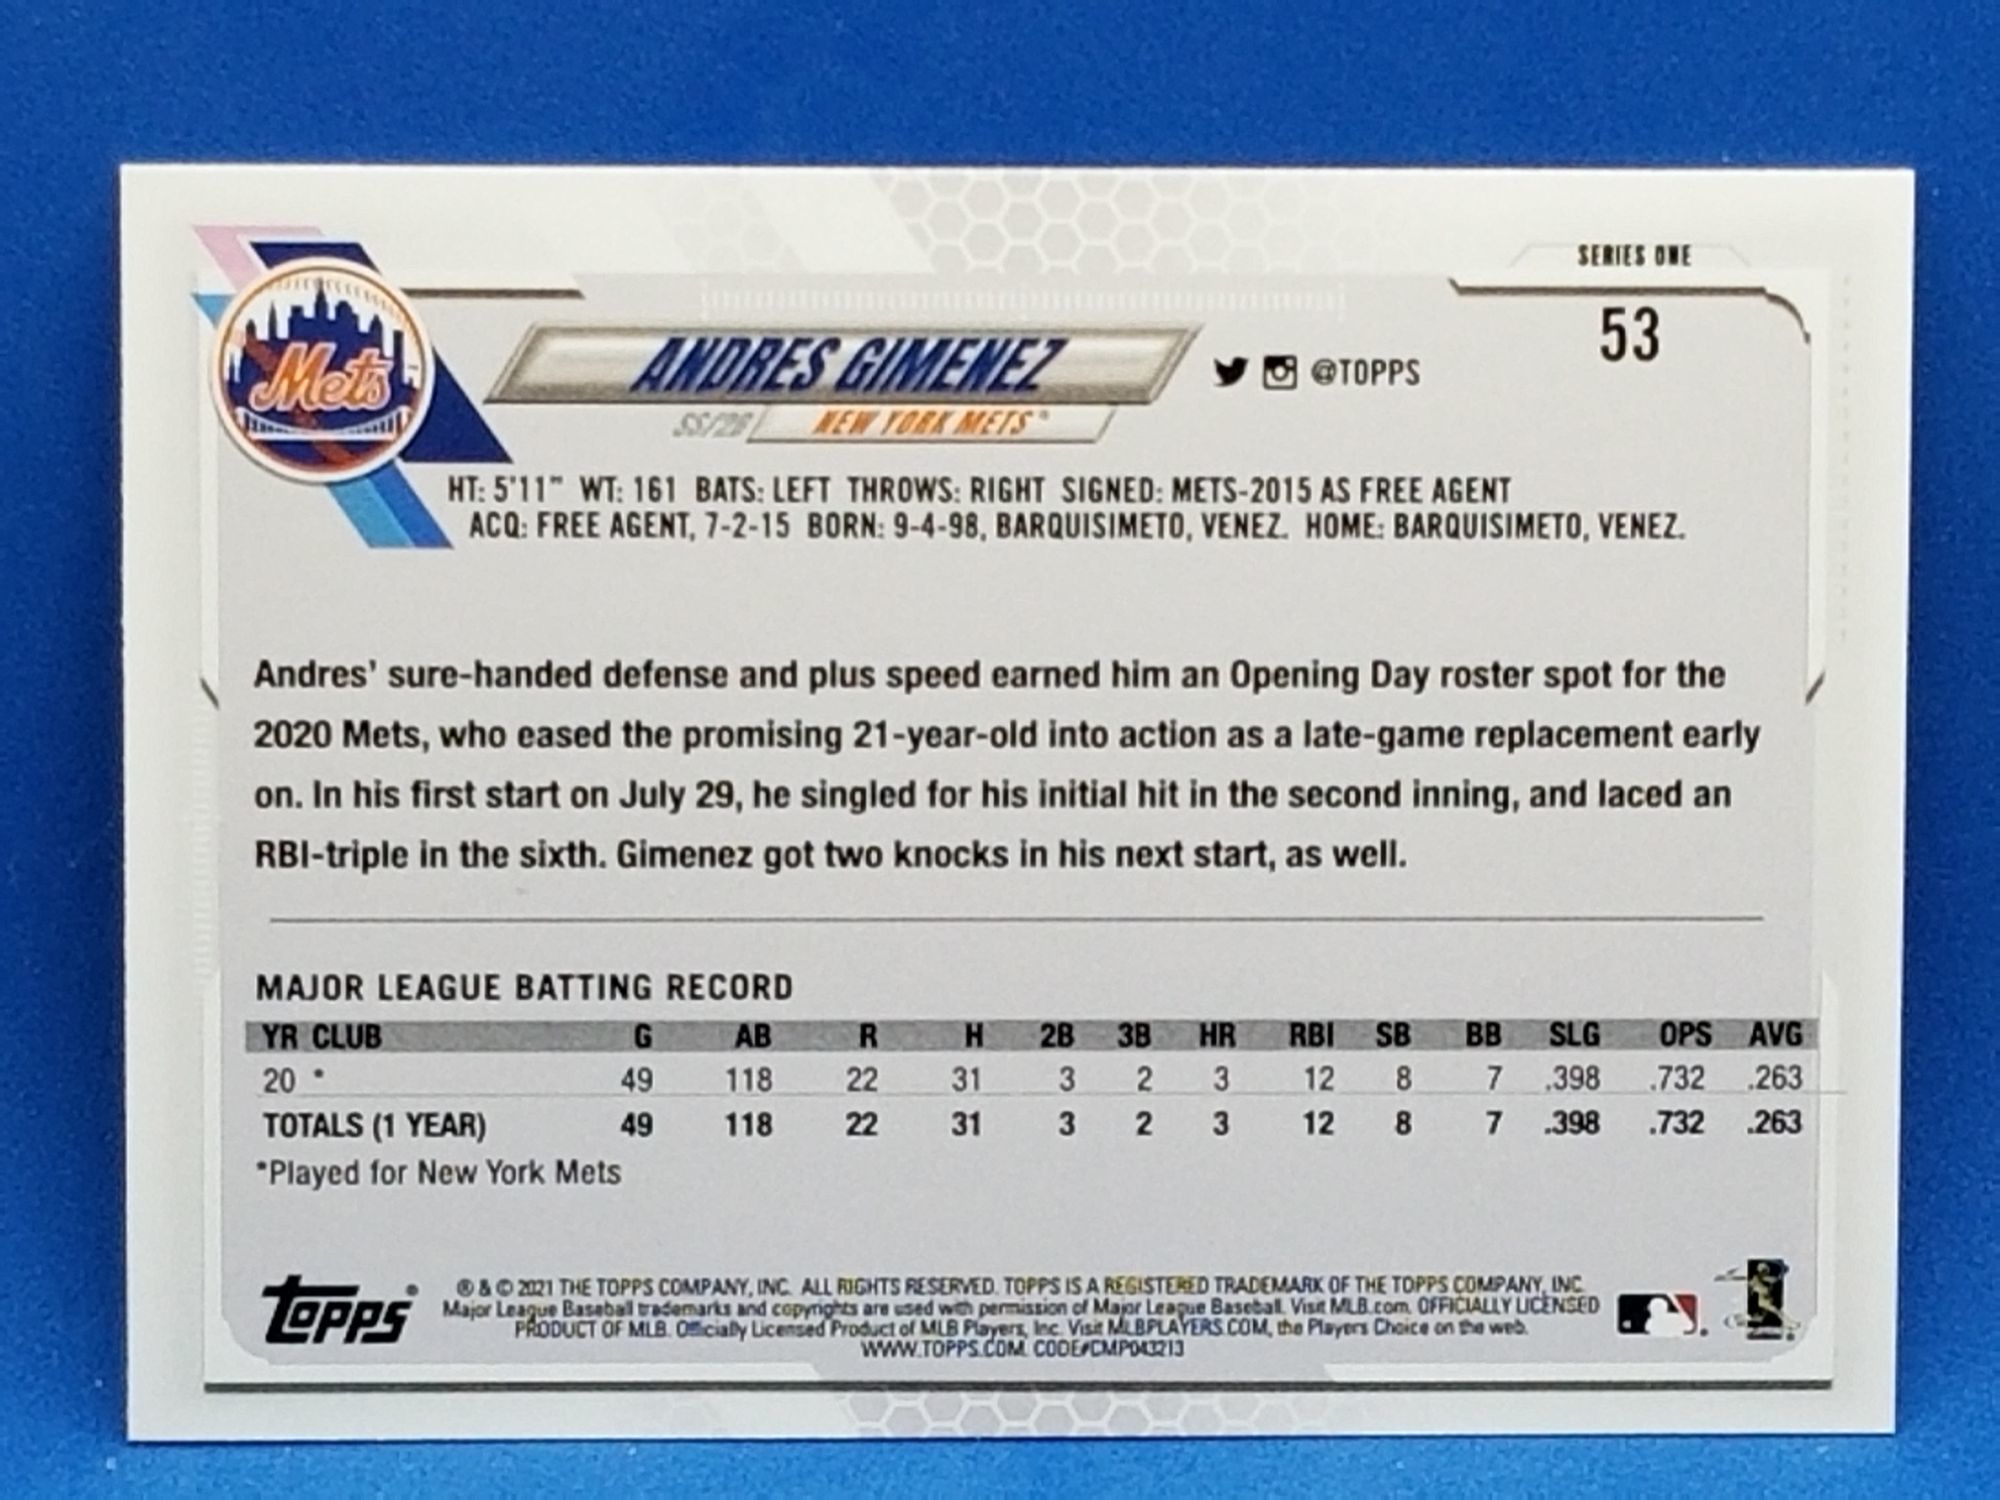 SERIES ONE
53
Mets
ANDRES GIMENEZ
@TOPPS
SS/2B
NEW YORK METS®
HT: 5'11" WT: 161 BATS: LEFT THROWS: RIGHT SIGNED: METS-2015 AS FREE AGENT
ACQ: FREE AGENT, 7-2-15 BORN: 9-4-98, BARQUISIMETO, VENEZ. HOME: BARQUISIMETO, VENEZ.
Andres' sure-handed defense and plus speed earned him an Opening Day roster spot for the
2020 Mets, who eased the promising 21-year-old into action as a late-game replacement early
on. In his first start on July 29, he singled for his initial hit in the second inning, and laced an
RBI-triple in the sixth. Gimenez got two knocks in his next start, as well.
MAJOR LEAGUE BATTING RECORD
YR CLUB G AB R H 2B 3B HR RBI SB BB SLG OPS AVG
20 * 49 118 22 31 3 2 3 12 8 7 .398 .732 .263
TOTALS (1 YEAR) 49 118 22 31 3 2 3 12 8 7 .398 .732 .263
*Played for New York Mets
Topps®
® & © 2021 THE TOPPS COMPANY, INC. ALL RIGHTS RESERVED. TOPPS IS A REGISTERED TRADEMARK OF THE TOPPS COMPANY, INC.
Major League Baseball trademarks and copyrights are used with permission of Major League Baseball. Visit MLB.com. OFFICIALLY LICENSED
PRODUCT OF MLB. Officially Licensed Product of MLB Players, Inc. Visit MLBPLAYERS.COM, the Players Choice on the web.
WWW.TOPPS.COM. CODE#CMP043213